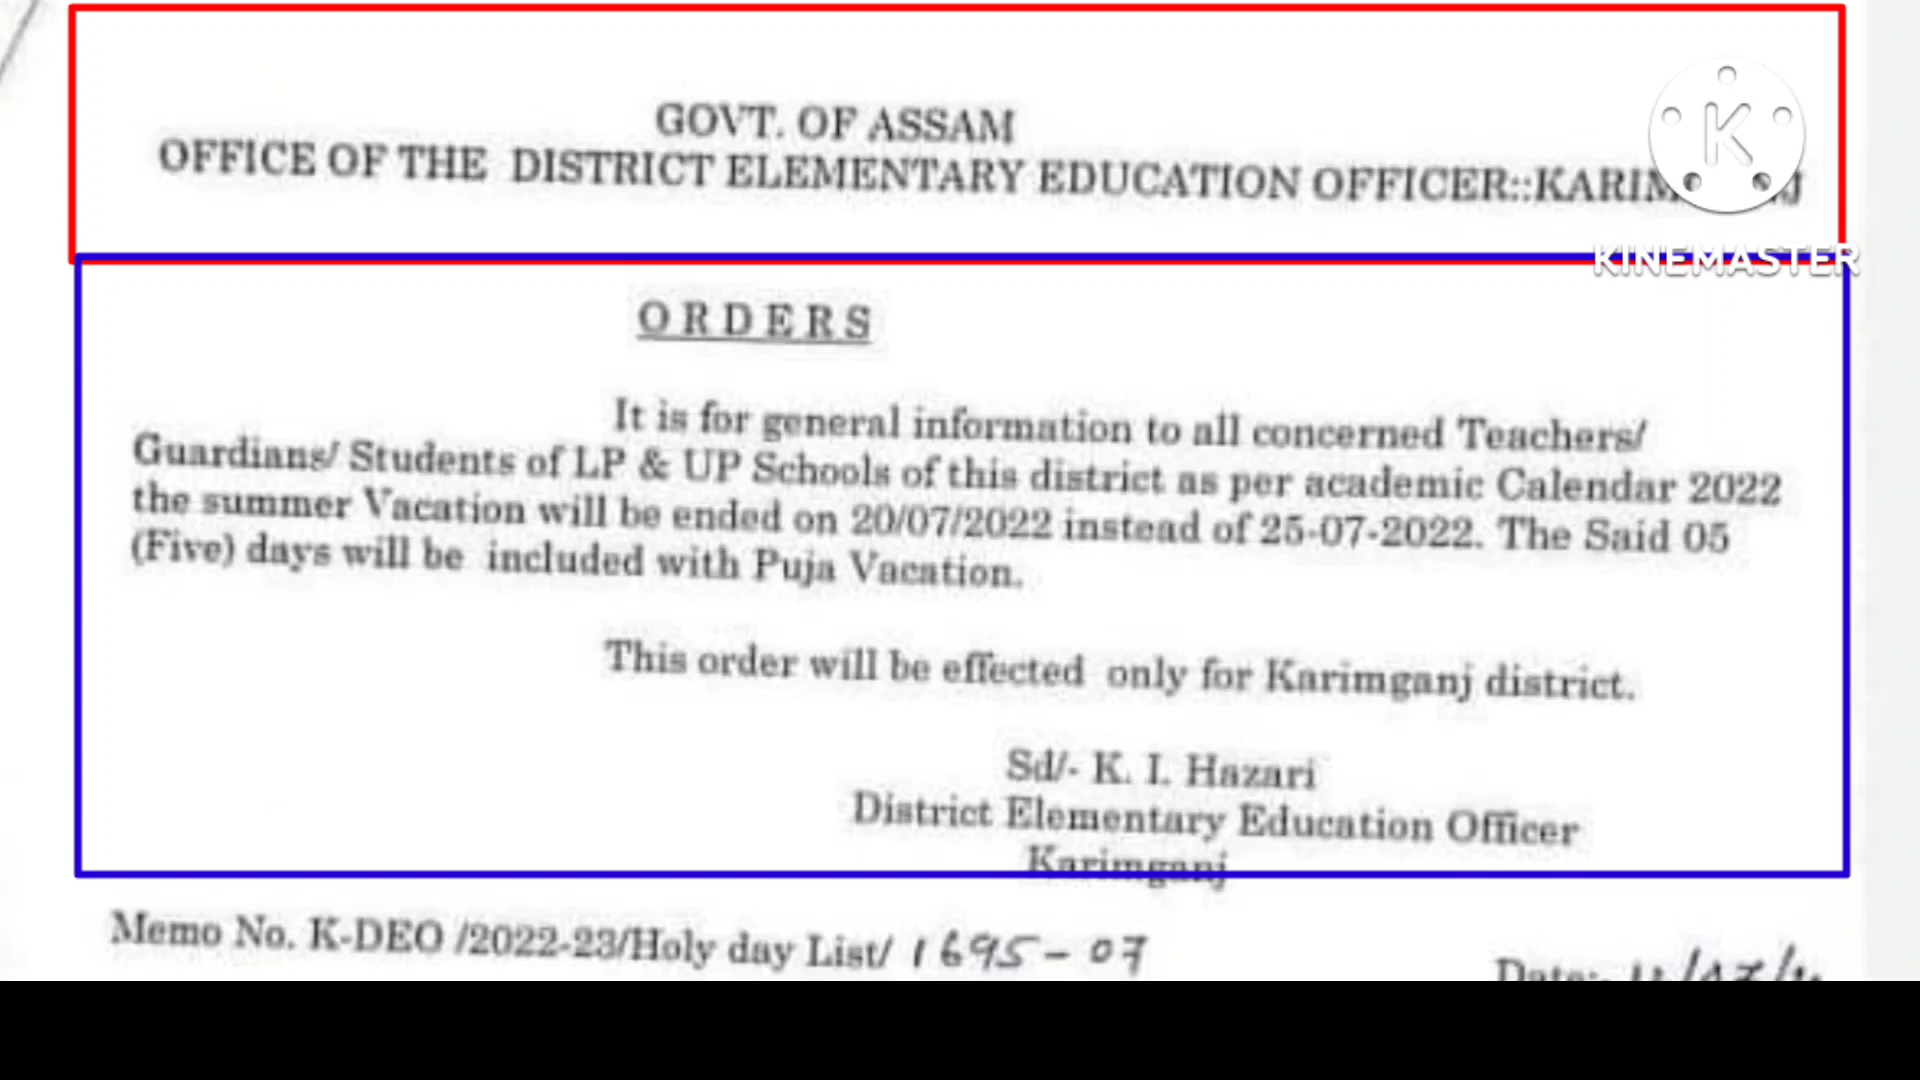 GOVT. OF ASSAM
OFFICE OF THE DISTRICT ELEMENTARY EDUCATION OFFICER::
K
KINEMASTER
ORDERS
It is for general information to all concerned Teachers/
Guardians/ Students of LP & UP Schools of this district as per academic Calendar 2022
the summer Vacation will be ended on 20/07/2022 instead of 25-07-2022. The Said 05
(Five) days will be included with Puja Vacation.
This order will be effected only for Karimganj district.
Sd/- K. I. Hazari
District Elementary Education Officer
Karimganj
Memo No. K-DEO /2022-23/Holy day List/ 1695-07
Date:-